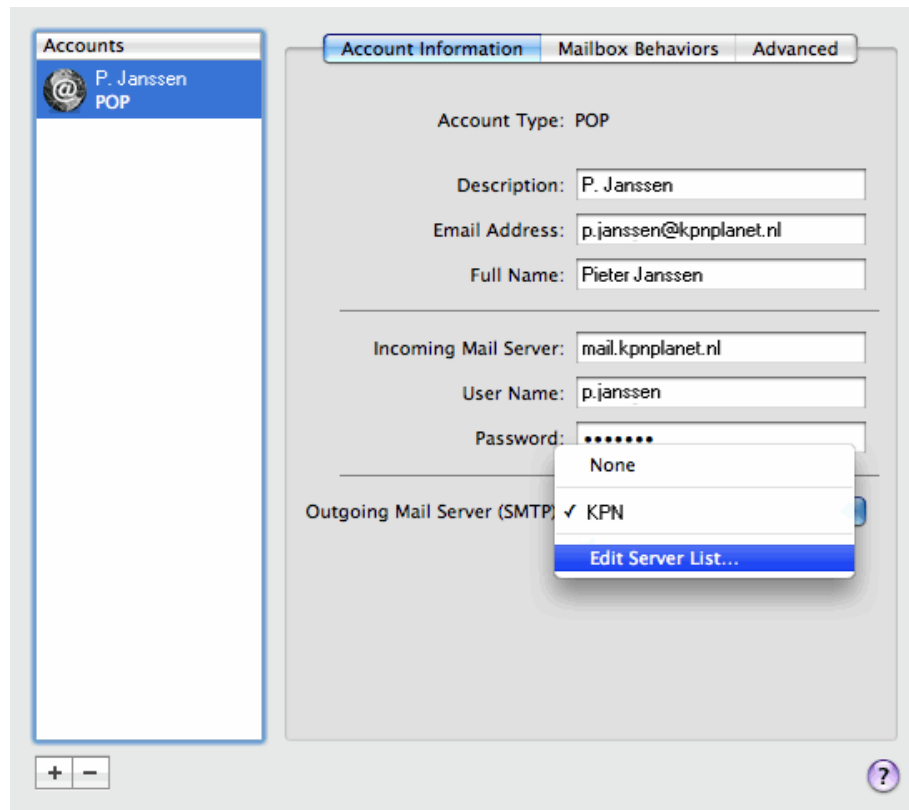 Accounts
P. Janssen
POP
Account Information Mailbox Behaviors Advanced
Account Type: POP
Description: P. Janssen
Email Address: p.janssen@kpnplanet.nl
Full Name: Pieter Janssen
Incoming Mail Server: mail.kpnplanet.nl
User Name: p.janssen
Password: •••••••
None
Outgoing Mail Server (SMTP) ✓ KPN
Edit Server List...
+ − ?